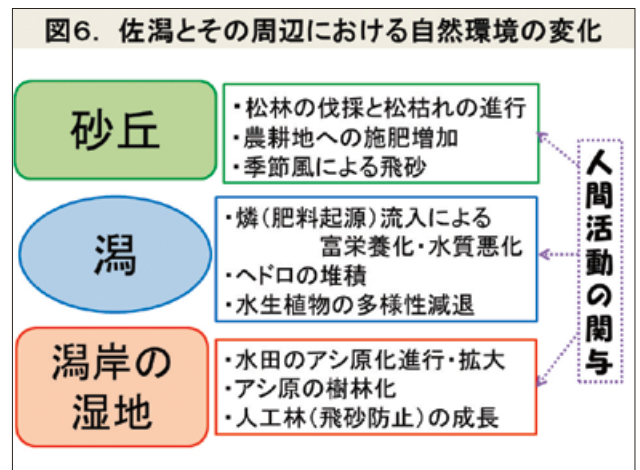 図6. 佐潟とその周辺における自然環境の変化
砂丘
・松林の伐採と松枯れの進行
・農耕地への施肥増加
・季節風による飛砂
潟
・燐(肥料起源)流入による
富栄養化・水質悪化
・ヘドロの堆積
・水生植物の多様性減退
潟岸の
湿地
・水田のアシ原化進行・拡大
・アシ原の樹林化
・人工林(飛砂防止)の成長
人間活動の関与